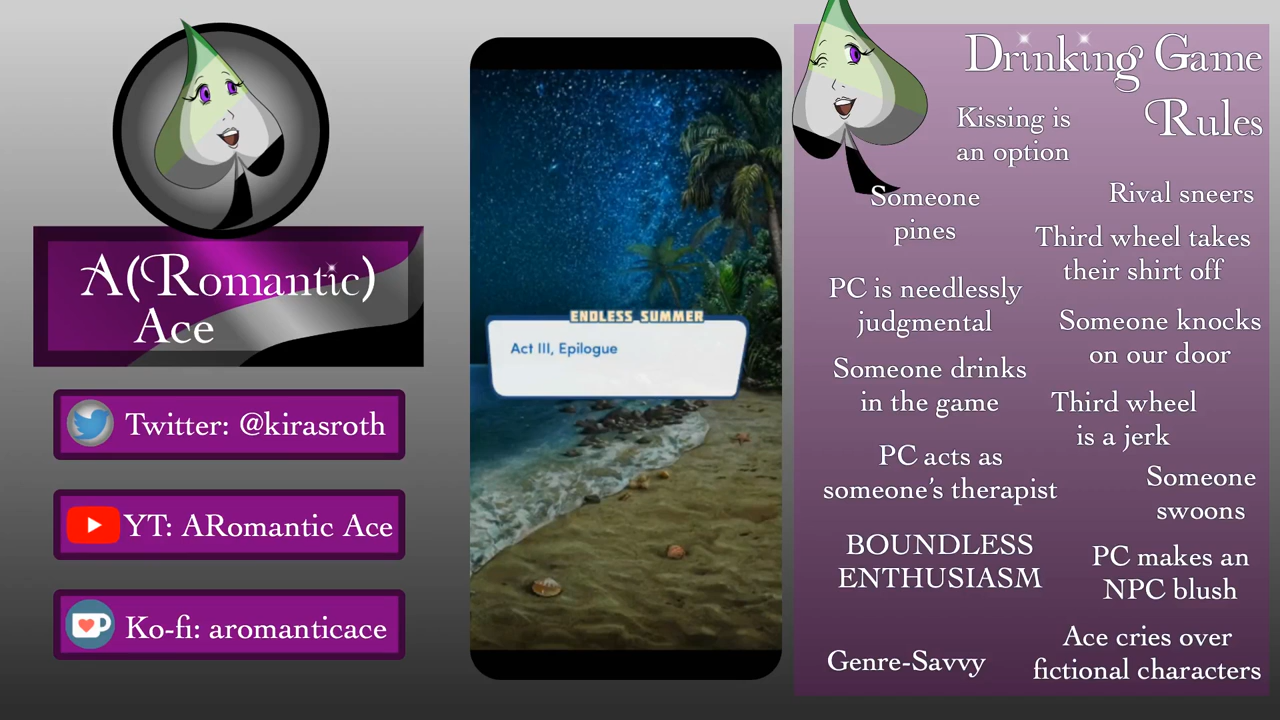 A(Romantic)
Ace
Twitter: @kirasroth
YT: ARomantic Ace
Ko-fi: aromanticace
ENDLESS SUMMER
Act III, Epilogue
Drinking Game
Rules
Kissing is
an option
Someone
pines
Rival sneers
Third wheel takes
their shirt off
PC is needlessly
judgmental
Someone knocks
on our door
Someone drinks
in the game
Third wheel
is a jerk
PC acts as
someone's therapist
Someone
swoons
BOUNDLESS
ENTHUSIASM
PC makes an
NPC blush
Genre-Savvy
Ace cries over
fictional characters